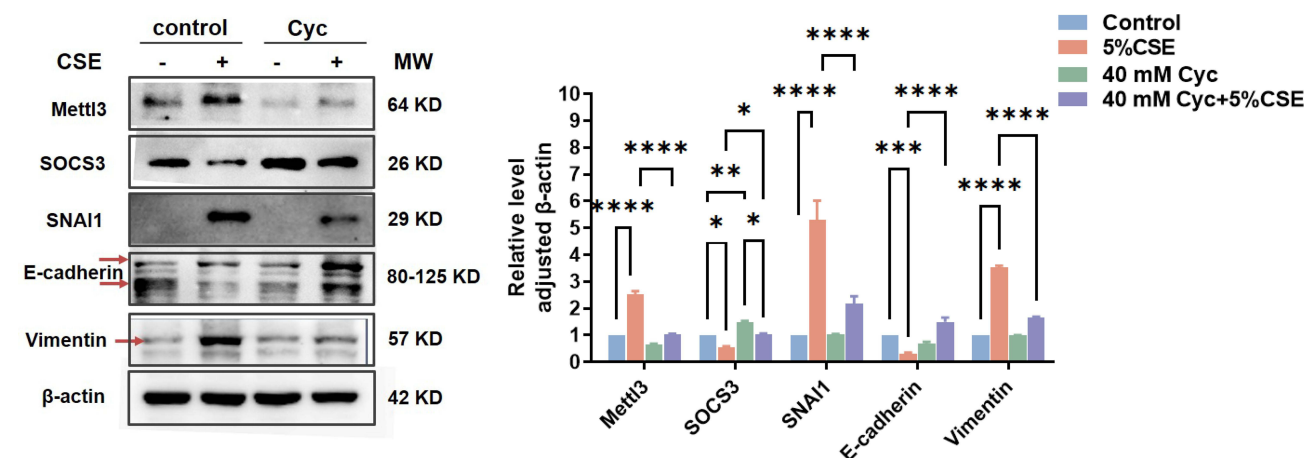 control Cyc
CSE - + - + MW
Mettl3 64 KD
SOCS3 26 KD
SNAI1 29 KD
E-cadherin 80-125 KD
Vimentin 57 KD
β-actin 42 KD
Control
5%CSE
40 mM Cyc
40 mM Cyc+5%CSE
Relative level
adjusted β-actin
10
9
8
7
6
5
4
3
2
1
0
**** ****
* ** * *
**** ****
*** ****
**** ****
Mettl3
SOCS3
SNAI1
E-cadherin
Vimentin